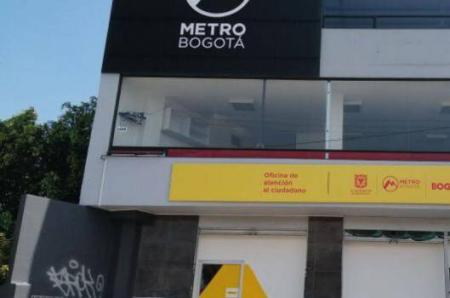 METRO
BOGOTÁ
Oficina de
atención
al ciudadano
METRO
BOG